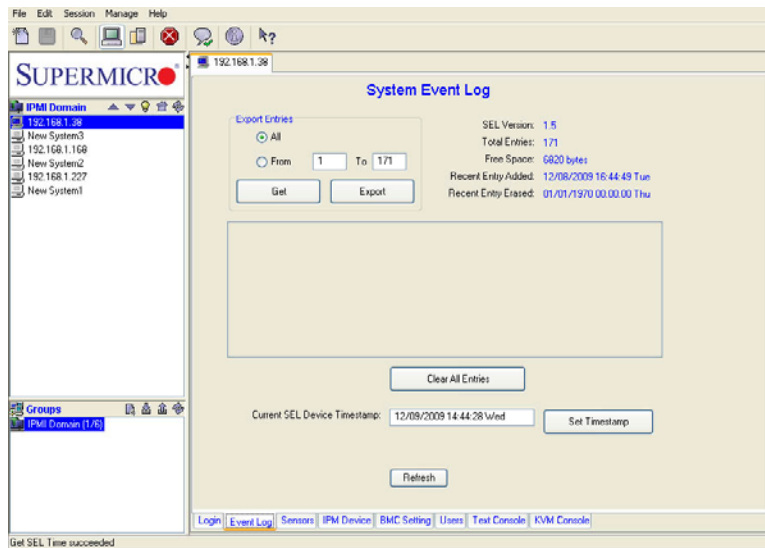 File Edit Session Manage Help
SUPERMICRO
192.168.1.38
System Event Log
IPMI Domain
192.168.1.38
New System3
192.168.1.168
New System2
192.168.1.227
New System1
Export Entries
All
From 1 To 171
Get Export
SEL Version: 1.5
Total Entries: 171
Free Space: 6820 bytes
Recent Entry Added: 12/08/2009 16:44:49 Tue
Recent Entry Erased: 01/01/1970 00:00:00 Thu
Clear All Entries
Groups
IPMI Domain (1/6)
Current SEL Device Timestamp: 12/09/2009 14:44:28 Wed
Set Timestamp
Refresh
Login Event Log Sensors IPM Device BMC Setting Users Text Console KVM Console
Get SEL Time succeeded